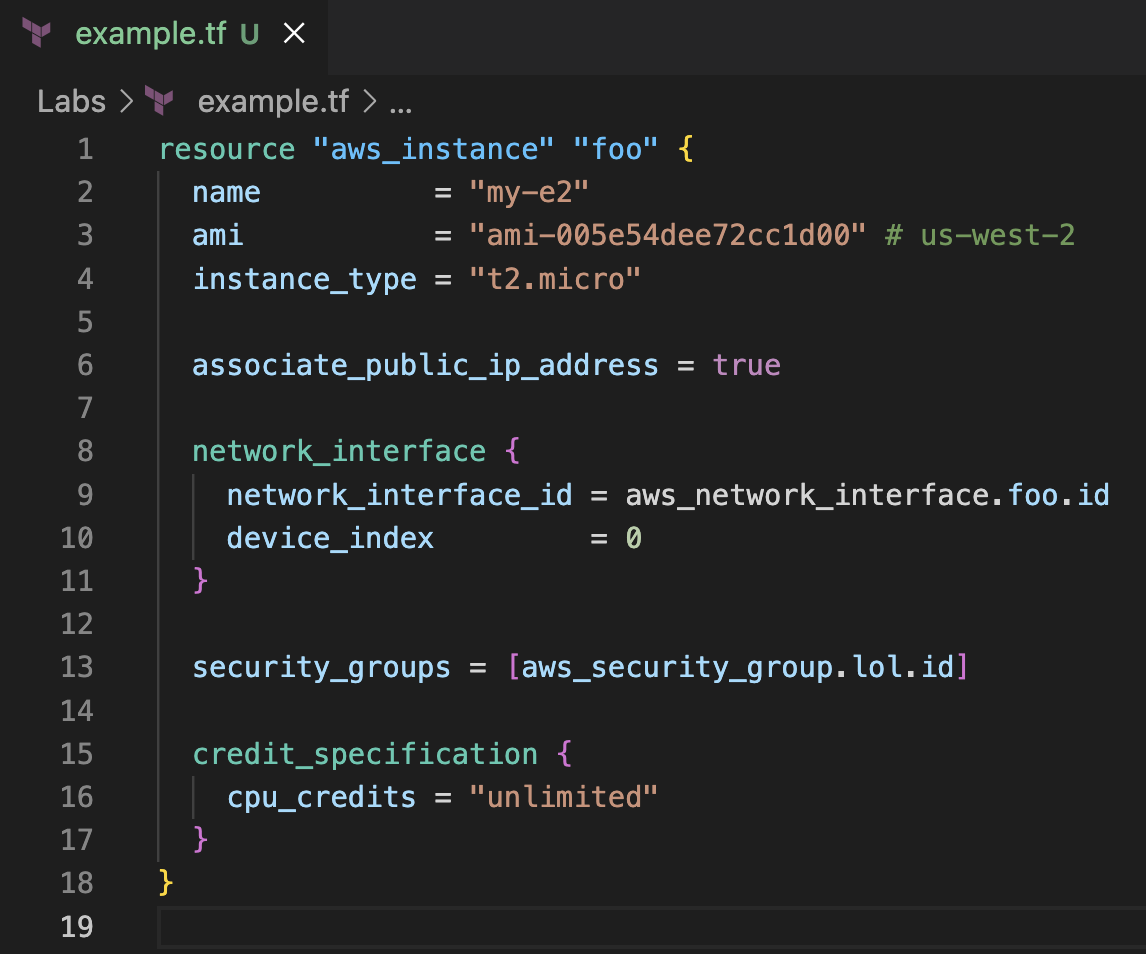 example.tf U ×
Labs > example.tf > ...
1 resource "aws_instance" "foo" {
2   name          = "my-e2"
3   ami           = "ami-005e54dee72cc1d00" # us-west-2
4   instance_type = "t2.micro"
5
6   associate_public_ip_address = true
7
8   network_interface {
9     network_interface_id = aws_network_interface.foo.id
10     device_index         = 0
11   }
12
13   security_groups = [aws_security_group.lol.id]
14
15   credit_specification {
16     cpu_credits = "unlimited"
17   }
18 }
19